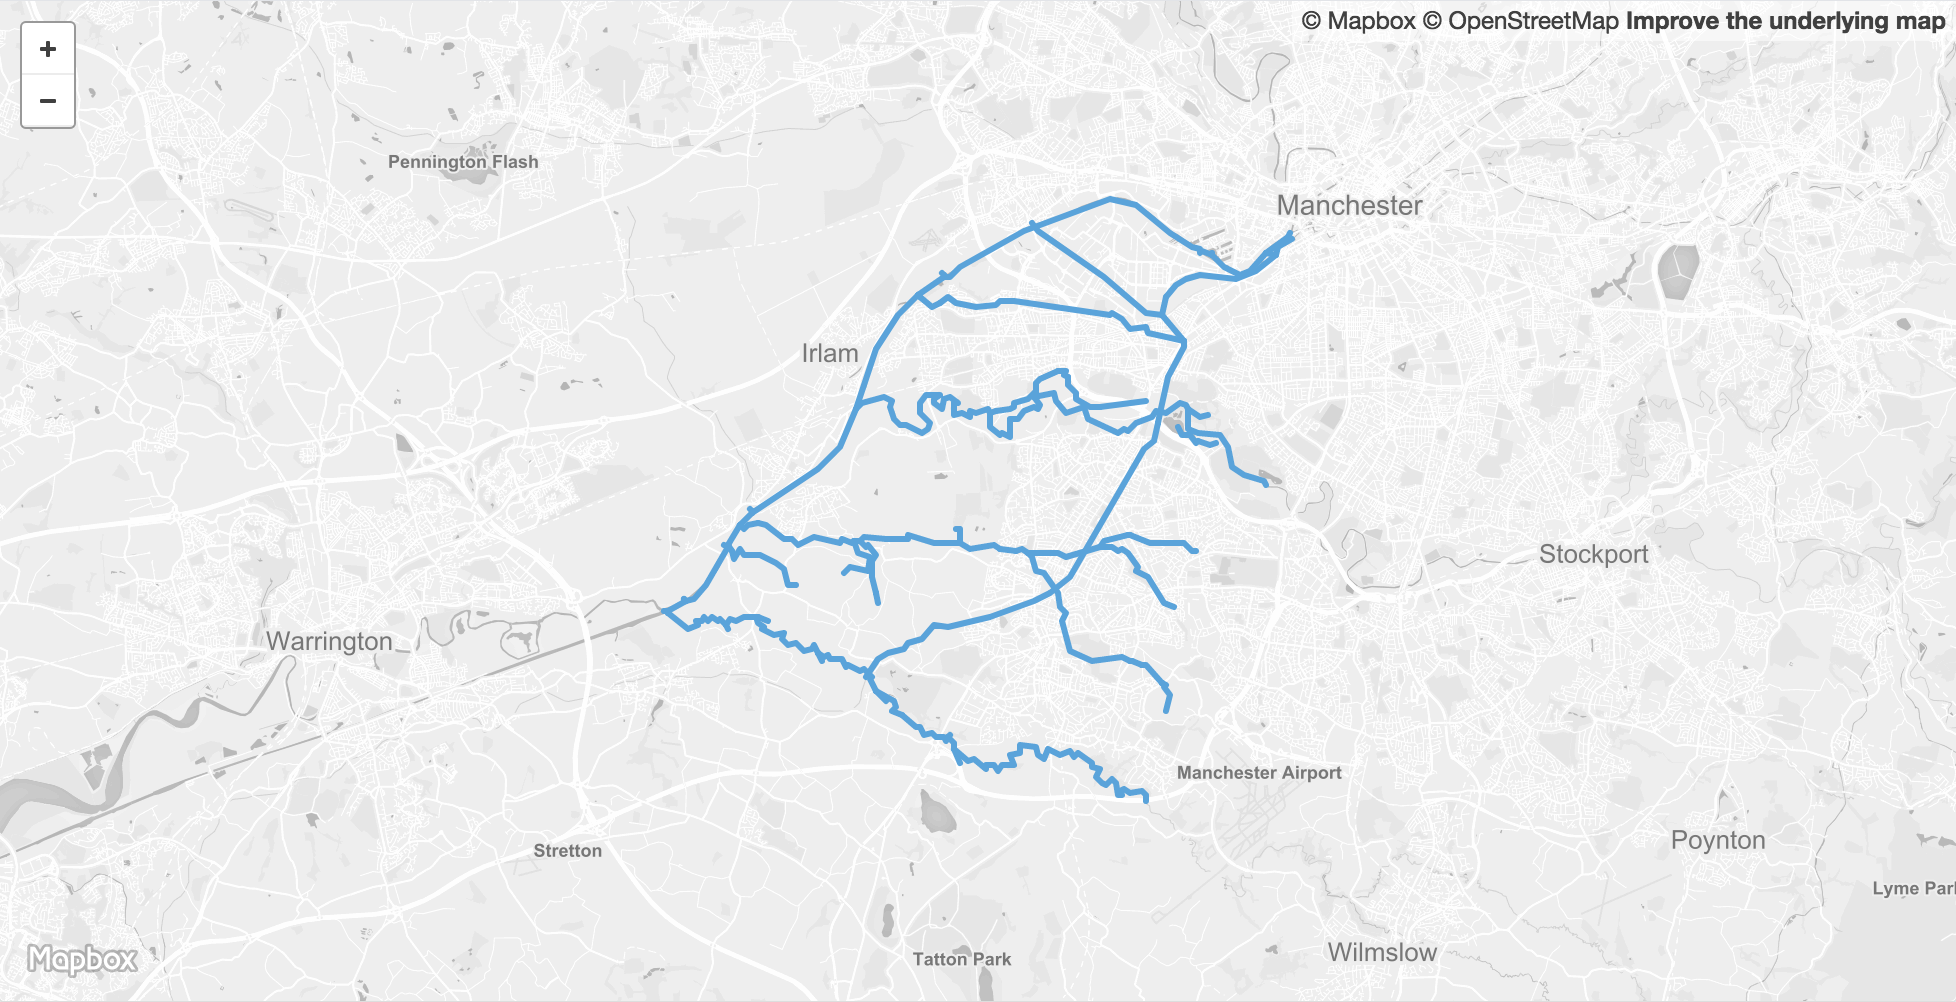 © Mapbox © OpenStreetMap Improve the underlying map
+
−
Pennington Flash
Manchester
Irlam
Stockport
Warrington
Manchester Airport
Poynton
Stretton
Lyme Par
Wilmslow
Tatton Park
Mapbox